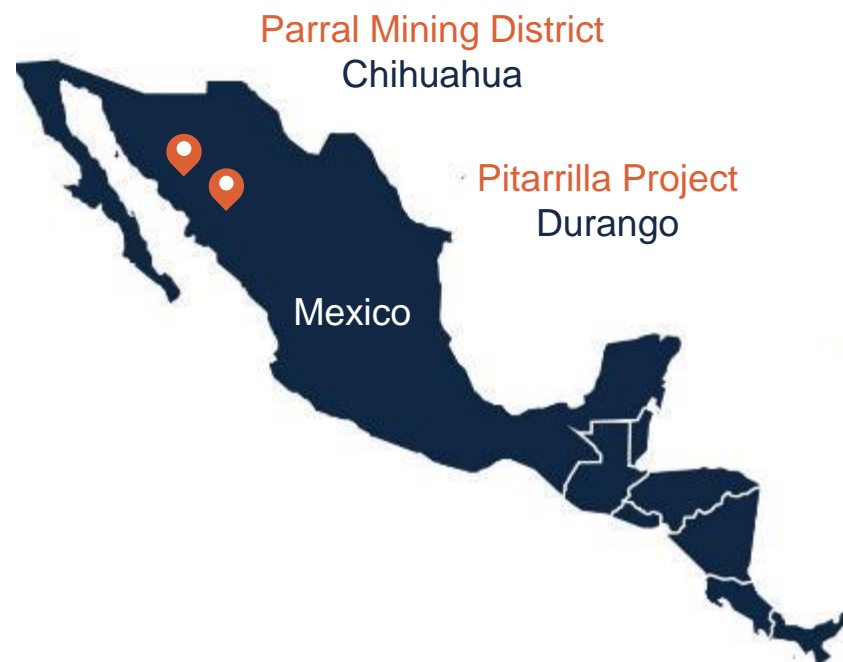 Parral Mining District
Chihuahua
Pitarrilla Project
Durango
Mexico